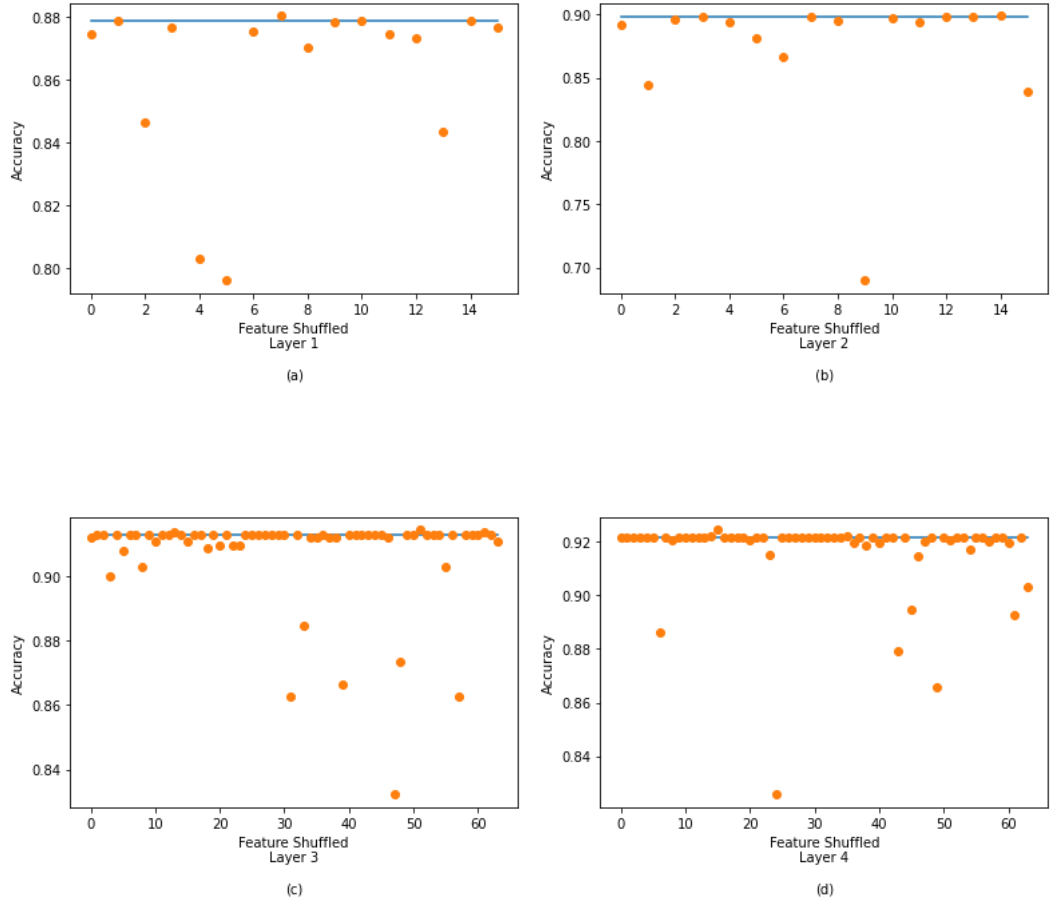 0.88
0.86
0.84
0.82
0.80
Accuracy
0 2 4 6 8 10 12 14
Feature Shuffled
Layer 1
(a)
0.90
0.85
0.80
0.75
0.70
Accuracy
0 2 4 6 8 10 12 14
Feature Shuffled
Layer 2
(b)
0.90
0.88
0.86
0.84
Accuracy
0 10 20 30 40 50 60
Feature Shuffled
Layer 3
(c)
0.92
0.90
0.88
0.86
0.84
Accuracy
0 10 20 30 40 50 60
Feature Shuffled
Layer 4
(d)